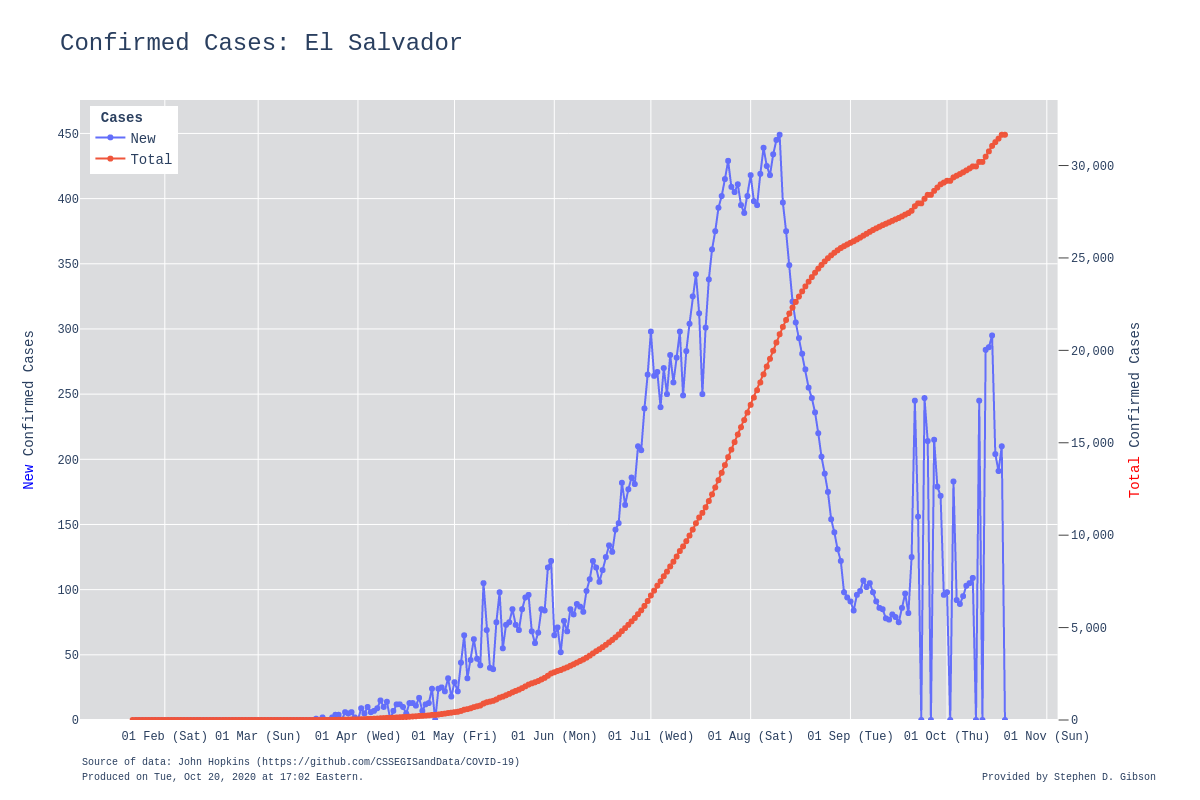 Confirmed Cases: El Salvador
Cases
New
Total
450
400
350
300
250
200
150
100
50
0
30,000
25,000
20,000
15,000
10,000
5,000
0
New Confirmed Cases
Total Confirmed Cases
01 Feb (Sat) 01 Mar (Sun) 01 Apr (Wed) 01 May (Fri) 01 Jun (Mon) 01 Jul (Wed) 01 Aug (Sat) 01 Sep (Tue) 01 Oct (Thu) 01 Nov (Sun)
Source of data: John Hopkins (https://github.com/CSSEGISandData/COVID-19)
Produced on Tue, Oct 20, 2020 at 17:02 Eastern.
Provided by Stephen D. Gibson